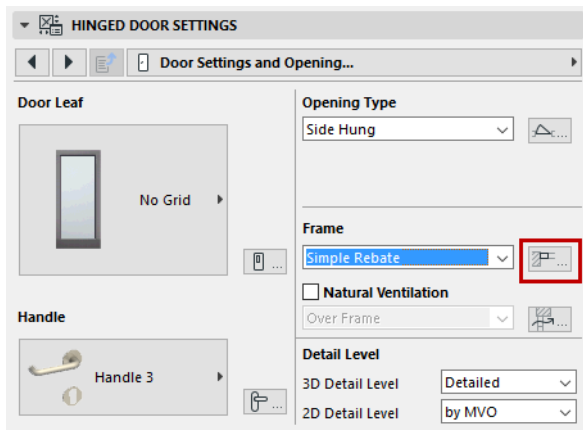 HINGED DOOR SETTINGS
Door Settings and Opening...
Door Leaf
No Grid
...
Handle
Handle 3
...
Opening Type
Side Hung
...
Frame
Simple Rebate
...
Natural Ventilation
Over Frame
...
Detail Level
3D Detail Level Detailed
2D Detail Level by MVO